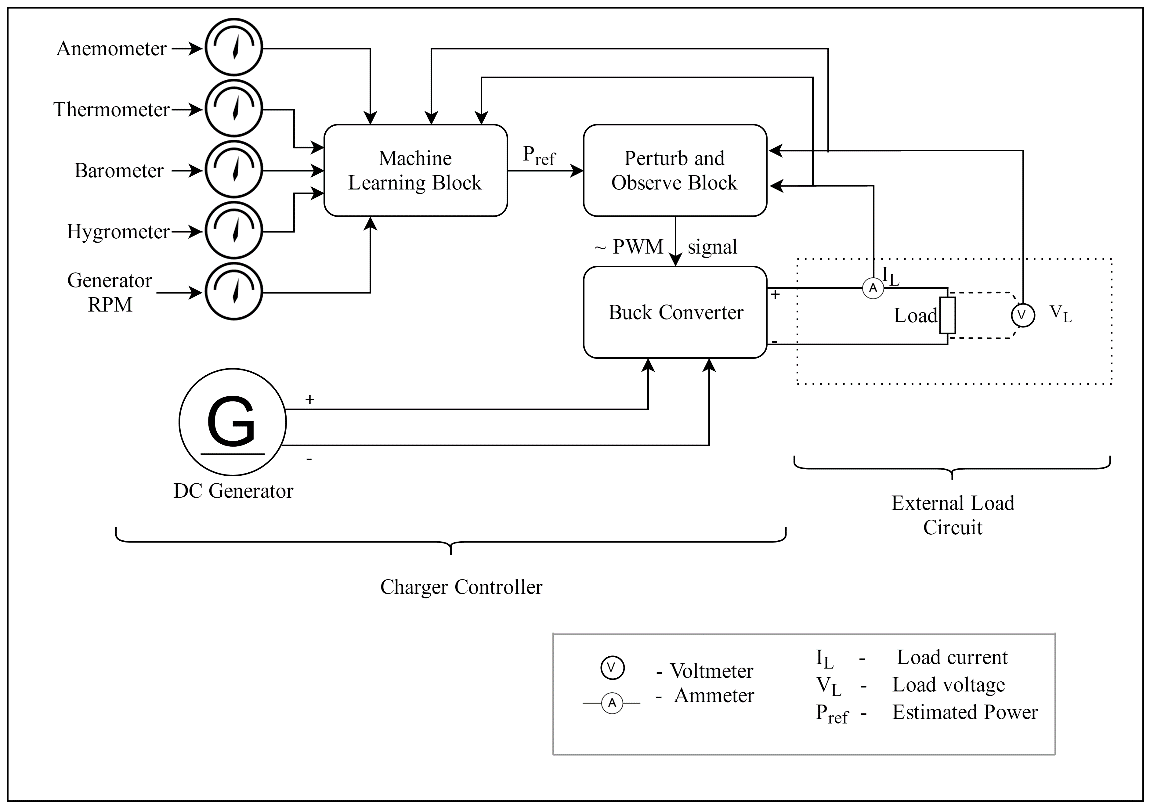 Anemometer
Thermometer
Barometer
Hygrometer
Generator
RPM
Machine
Learning Block
Pref
Perturb and
Observe Block
~ PWM signal
Buck Converter
+
-
A
IL
Load
V
VL
G
+
-
DC Generator
External Load
Circuit
Charger Controller
V - Voltmeter
A - Ammeter
IL - Load current
VL - Load voltage
Pref - Estimated Power